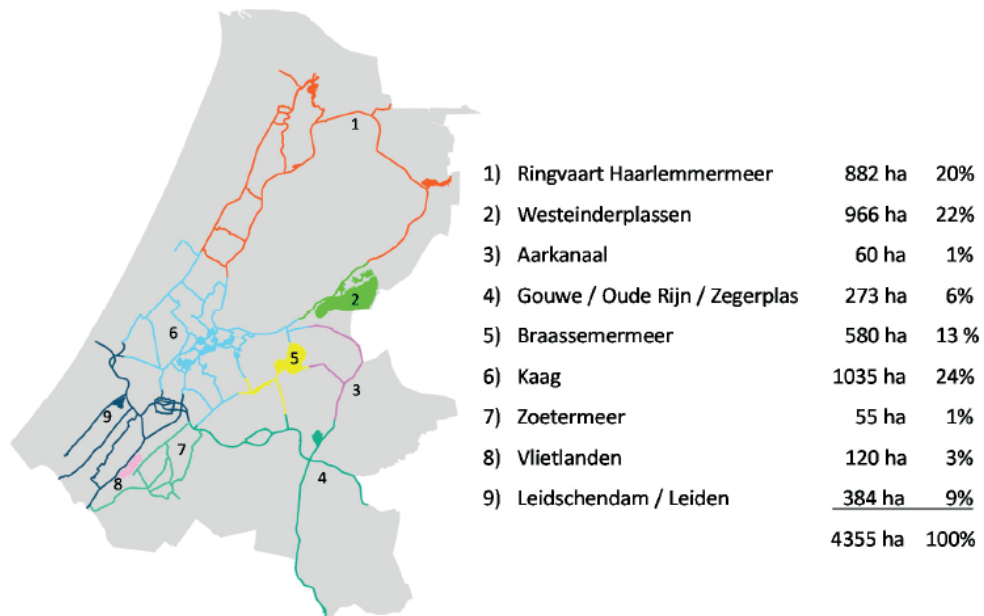 1
2
3
4
5
6
7
8
9
1) Ringvaart Haarlemmermeer 882 ha 20%
2) Westeinderplassen 966 ha 22%
3) Aarkanaal 60 ha 1%
4) Gouwe / Oude Rijn / Zegerplas 273 ha 6%
5) Braassemermeer 580 ha 13 %
6) Kaag 1035 ha 24%
7) Zoetermeer 55 ha 1%
8) Vlietlanden 120 ha 3%
9) Leidschendam / Leiden 384 ha 9%
4355 ha 100%